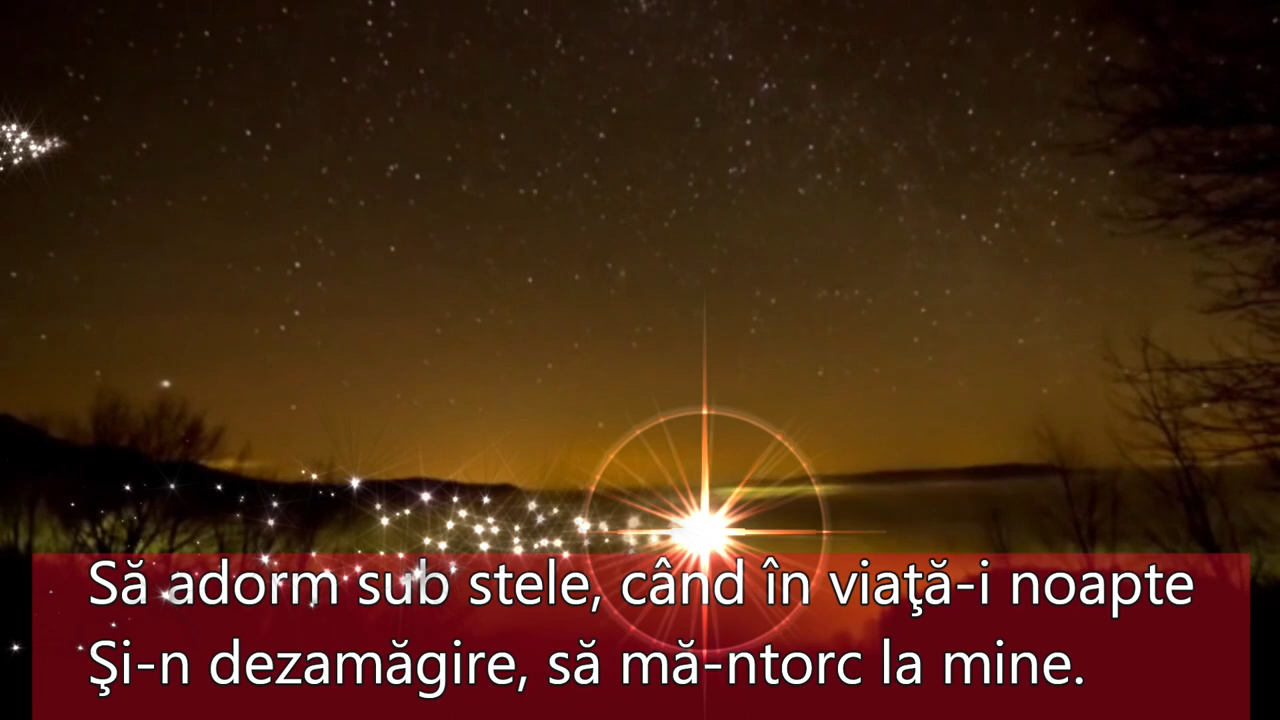 Să adorm sub stele, când în viaţă-i noapte
Şi-n dezamăgire, să mă-ntorc la mine.